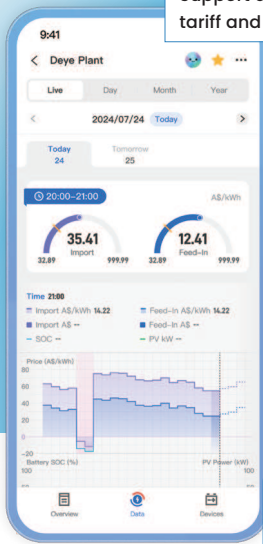 tariff and
9:41
Deye Plant
Live Day Month Year
2024/07/24 Today
Today Tomorrow
24 25
20:00-21:00 A$/kWh
35.41 12.41
Import Feed-In
32.89 999.99 32.89 999.99
Time 21:00
Import A$/kWh 14.22 Feed-In A$/kWh 14.22
Import A$ -- Feed-In A$ --
SOC -- PV kW --
Price (A$/kWh)
80
60
40
20
0
-20
Battery SOC (%) PV Power (kW)
100 100
Overview Data Devices